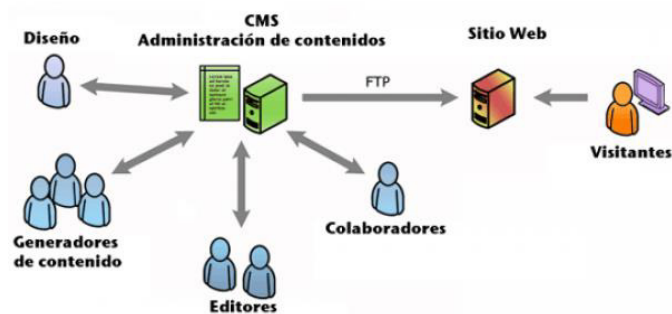 CMS
Administración de contenidos
Diseño
Sitio Web
FTP
Visitantes
Colaboradores
Generadores
de contenido
Editores